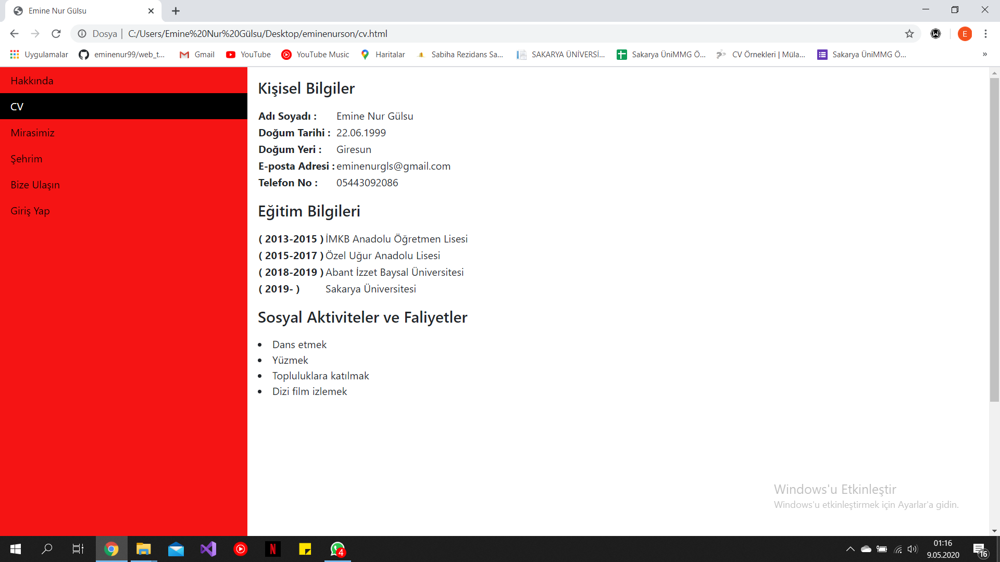 Emine Nur Gülsu
Dosya | C:/Users/Emine%20Nur%20Gülsu/Desktop/eminenurson/cv.html
E
Uygulamalar eminenur99/web_t... Gmail YouTube YouTube Music Haritalar Sabiha Rezidans Sa... SAKARYA ÜNİVERSİ... Sakarya ÜniMMG Ö... CV Örnekleri | Müla... Sakarya ÜniMMG Ö... »
Hakkında
CV
Mirasimiz
Şehrim
Bize Ulaşın
Giriş Yap
Kişisel Bilgiler
Adı Soyadı : Emine Nur Gülsu
Doğum Tarihi : 22.06.1999
Doğum Yeri : Giresun
E-posta Adresi : eminenurgls@gmail.com
Telefon No : 05443092086
Eğitim Bilgileri
( 2013-2015 ) İMKB Anadolu Öğretmen Lisesi
( 2015-2017 ) Özel Uğur Anadolu Lisesi
( 2018-2019 ) Abant İzzet Baysal Üniversitesi
( 2019- ) Sakarya Üniversitesi
Sosyal Aktiviteler ve Faliyetler
• Dans etmek
• Yüzmek
• Topluluklara katılmak
• Dizi film izlemek
Windows'u Etkinleştir
Windows'u etkinleştirmek için Ayarlar'a gidin.
N
4
01:16
9.05.2020
16